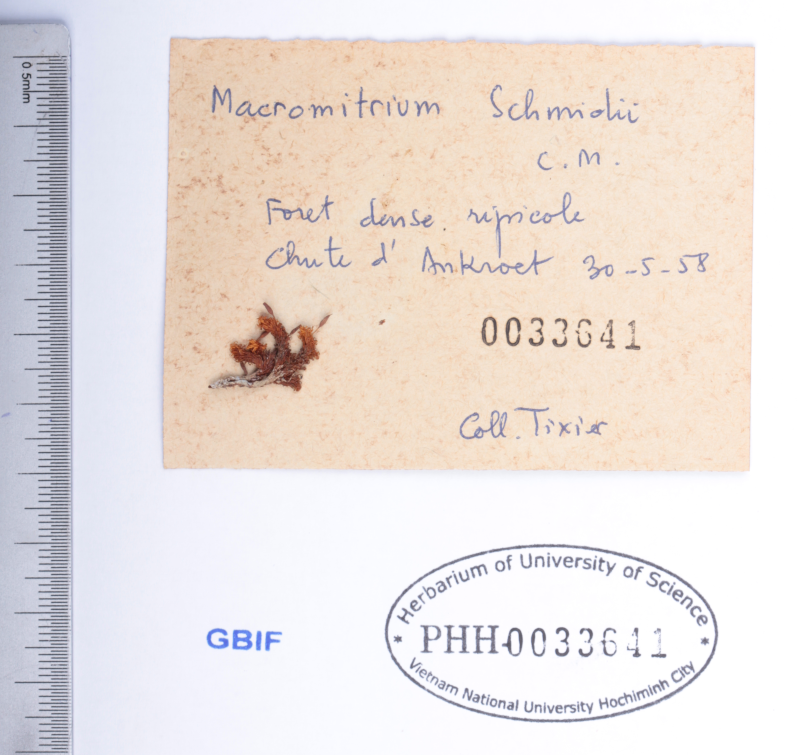 0.5mm
Macromitrium Schmidii
C.M.
Foret dense ripicole
Chute d'Ankroet 30-5-58
0033641
Coll. Tixier
Herbarium of University of Science
* PHH-0033641 *
Vietnam National University Hochiminh City
GBIF